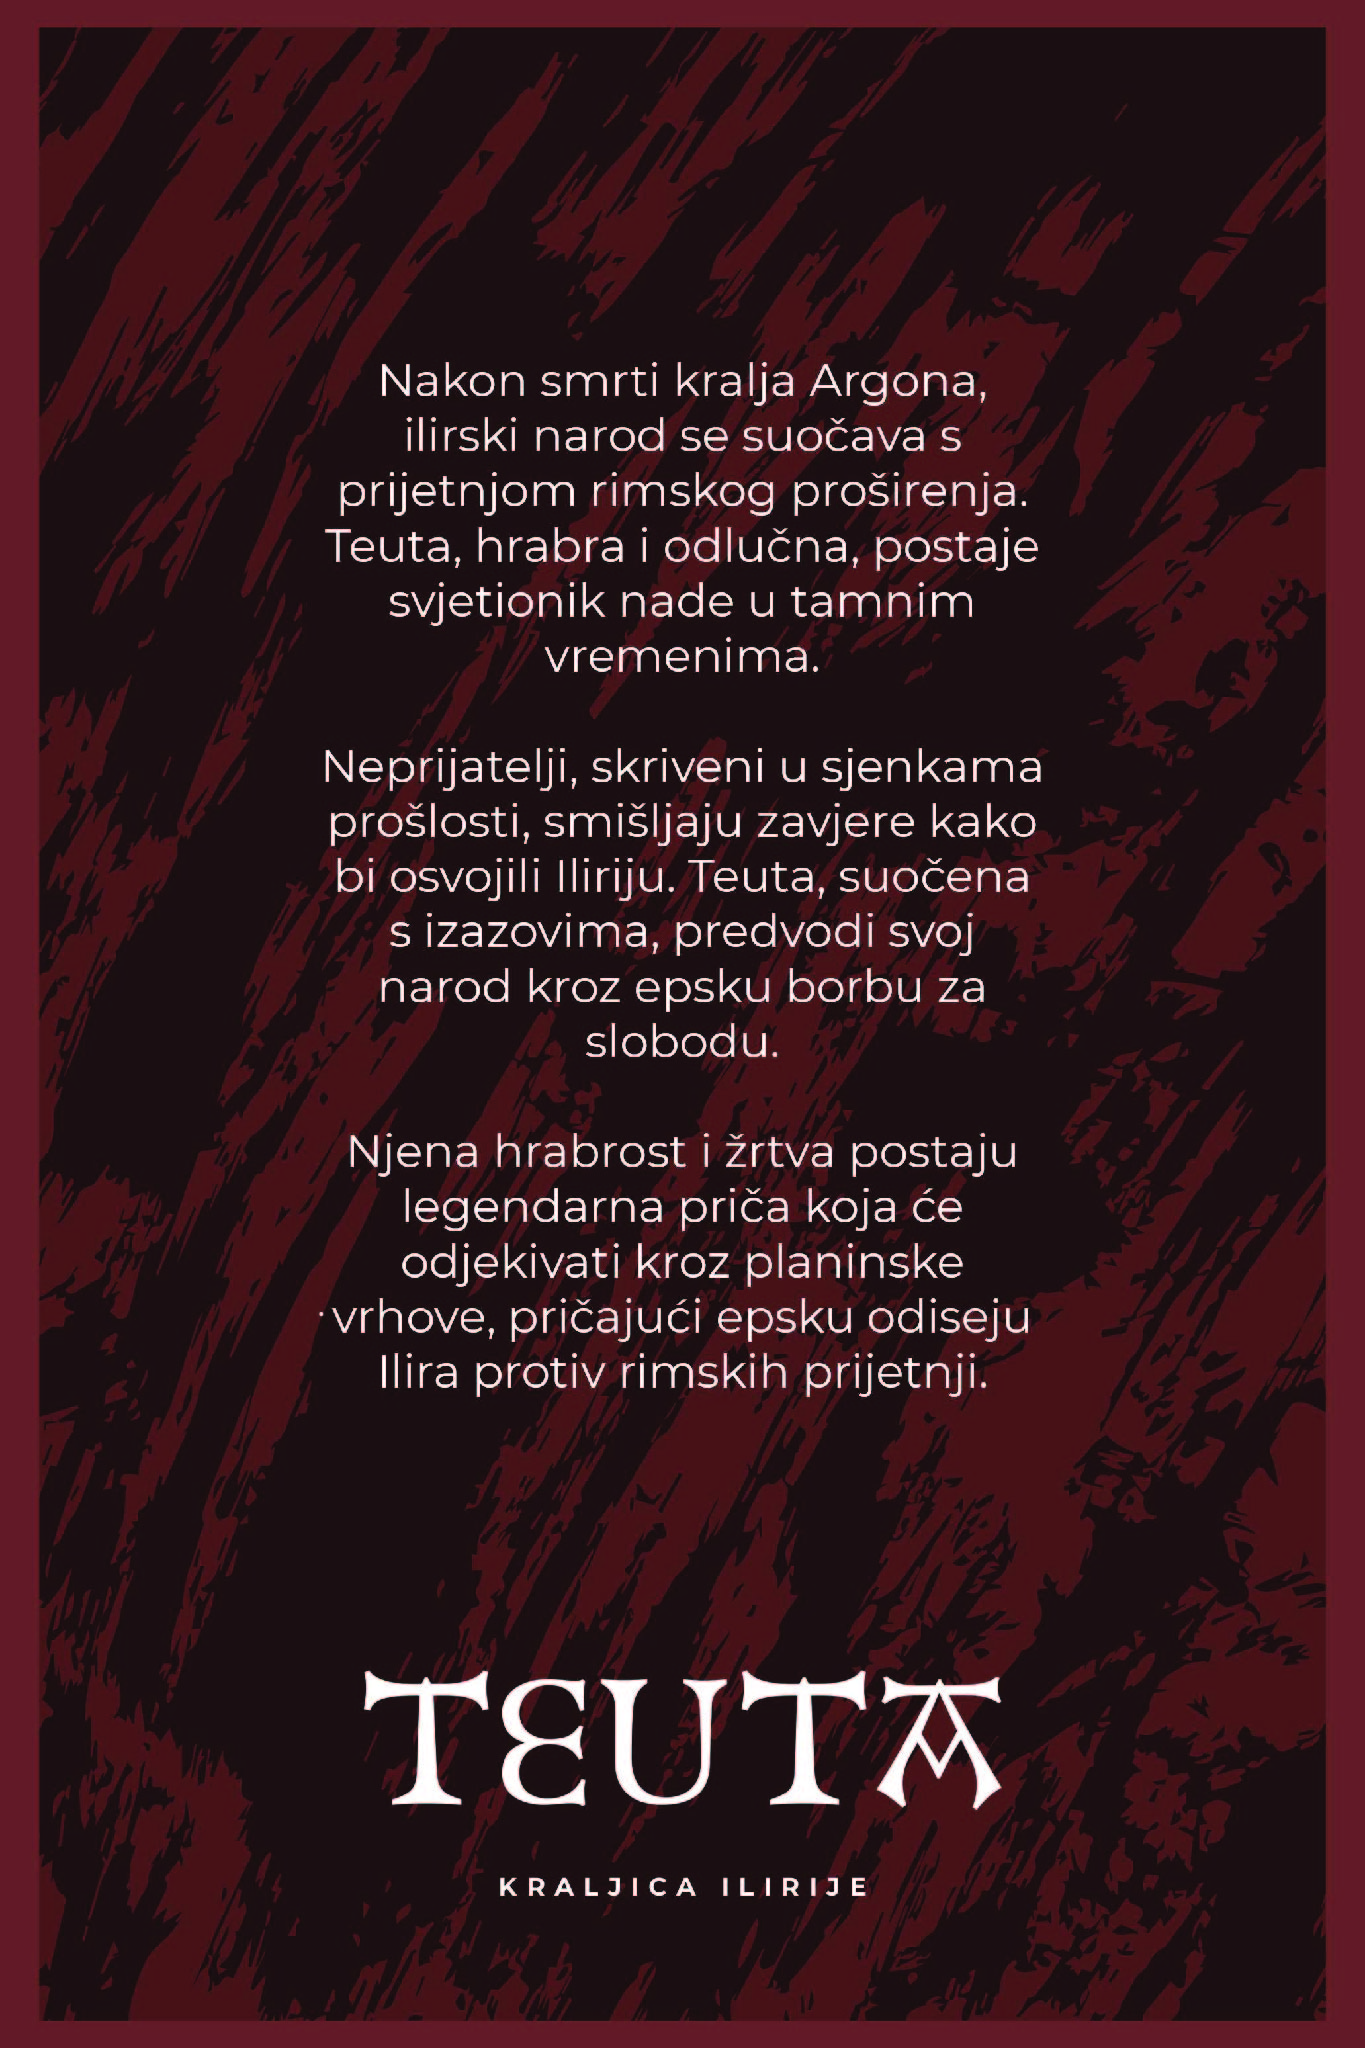 Nakon smrti kralja Argona,
ilirski narod se suočava s
prijetnjom rimskog proširenja.
Teuta, hrabra i odlučna, postaje
svjetionik nade u tamnim
vremenima.
Neprijatelji, skriveni u sjenkama
prošlosti, smišljaju zavjere kako
bi osvojili Iliriju. Teuta, suočena
s izazovima, predvodi svoj
narod kroz epsku borbu za
slobodu.
Njena hrabrost i žrtva postaju
legendarna priča koja će
odjekivati kroz planinske
vrhove, pričajući epsku odiseju
Ilira protiv rimskih prijetnji.
TEUTA
KRALJICA ILIRIJE